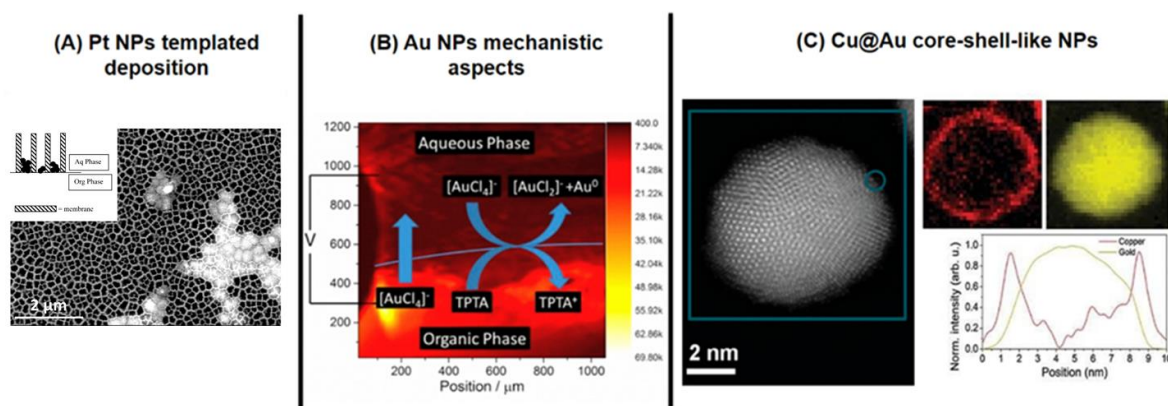 (A) Pt NPs templated
deposition
Aq Phase
Org Phase
= membrane
2 µm
(B) Au NPs mechanistic
aspects
1200
1000
800
600
400
200
V
Aqueous Phase
[AuCl₄]⁻
[AuCl₂]⁻ +Au⁰
[AuCl₄]⁻
TPTA
TPTA⁺
Organic Phase
200
400
600
800
1000
Position / µm
400.0
7.340k
14.28k
21.22k
28.16k
35.10k
42.04k
48.98k
55.92k
62.86k
69.80k
(C) Cu@Au core-shell-like NPs
2 nm
Norm. intensity (arb. u.)
1.0
0.8
0.6
0.4
0.2
0.0
Copper
Gold
0 1 2 3 4 5 6 7 8 9 10
Position (nm)